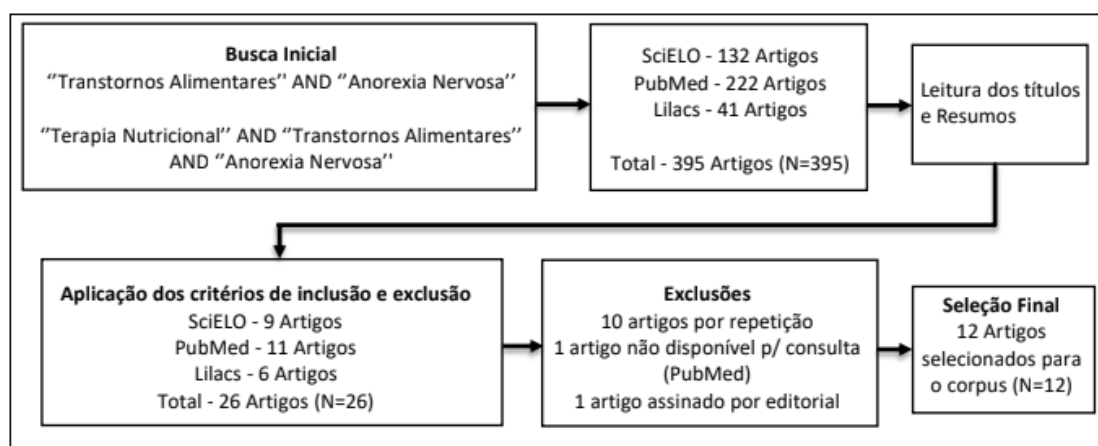 Busca Inicial
“Transtornos Alimentares’’ AND “Anorexia Nervosa’’
“Terapia Nutricional’’ AND “Transtornos Alimentares’’
AND “Anorexia Nervosa’’
SciELO - 132 Artigos
PubMed - 222 Artigos
Lilacs - 41 Artigos
Total - 395 Artigos (N=395)
Leitura dos títulos
e Resumos
Aplicação dos critérios de inclusão e exclusão
SciELO - 9 Artigos
PubMed - 11 Artigos
Lilacs - 6 Artigos
Total - 26 Artigos (N=26)
Exclusões
10 artigos por repetição
1 artigo não disponível p/ consulta
(PubMed)
1 artigo assinado por editorial
Seleção Final
12 Artigos
selecionados para
o corpus (N=12)